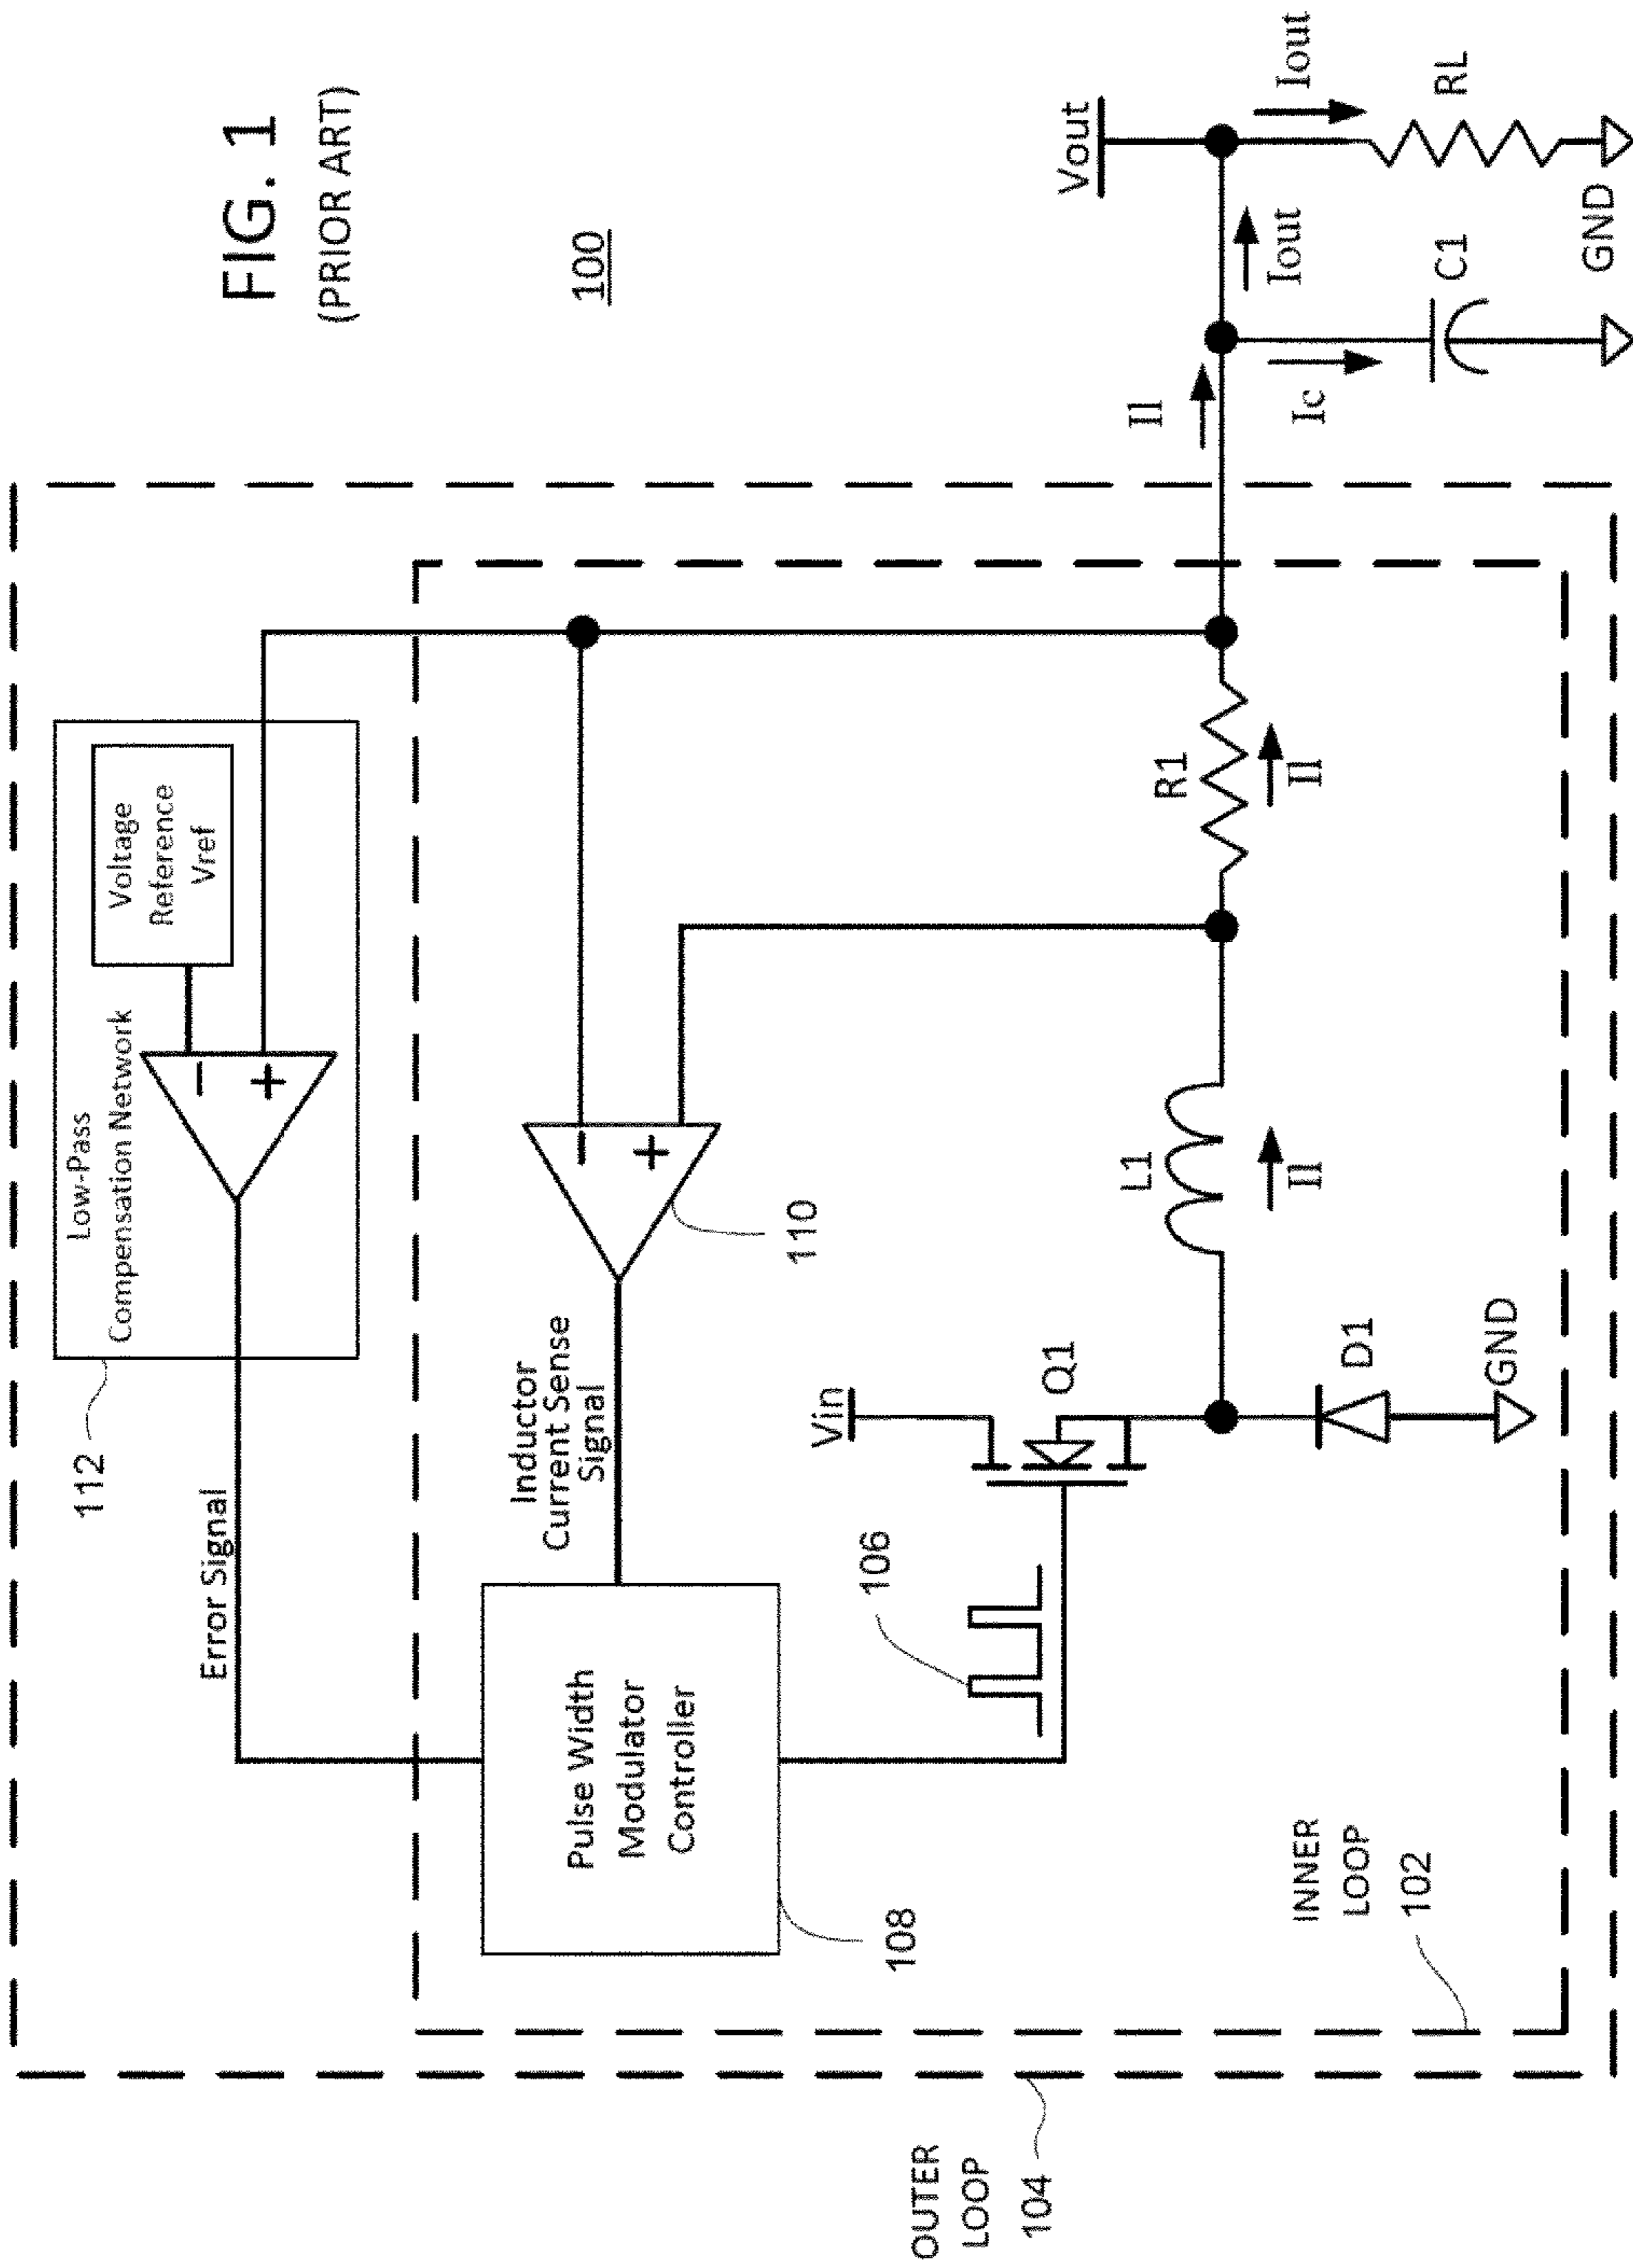 FIG. 1
(PRIOR ART)
100
112
Low-Pass
Compensation Network
Voltage
Reference
Vref
−
+
Error Signal
Inductor
Current Sense
Signal
−
+
110
Pulse Width
Modulator
Controller
108
106
Vin
Q1
D1
GND
L1
Il
R1
Il
Il
Ic
C1
Iout
Vout
Iout
RL
GND
INNER
LOOP
102
OUTER
LOOP
104